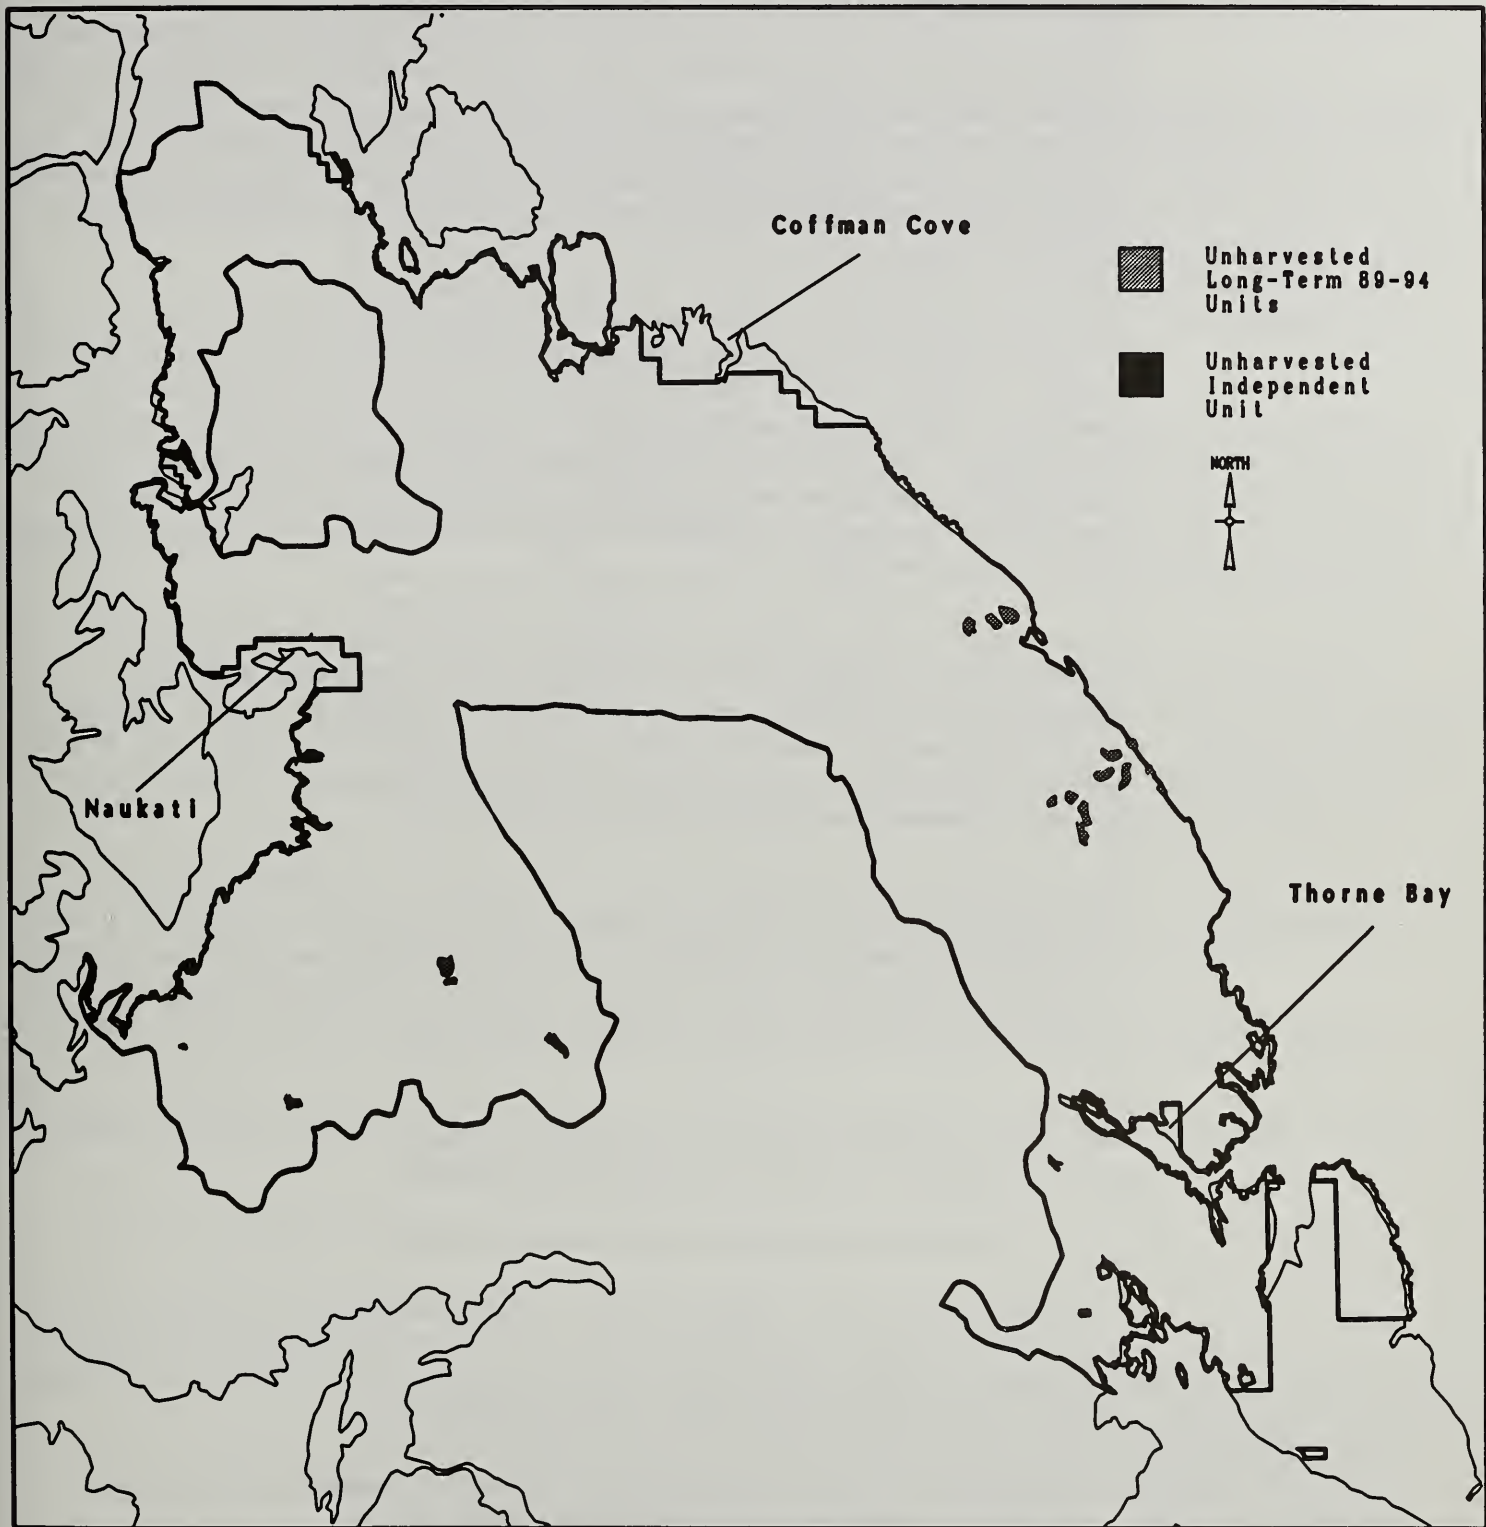 Coffman Cove
Unharvested
Long-Term 89-94
Units
Unharvested
Independent
Unit
NORTH
Naukati
Thorne Bay